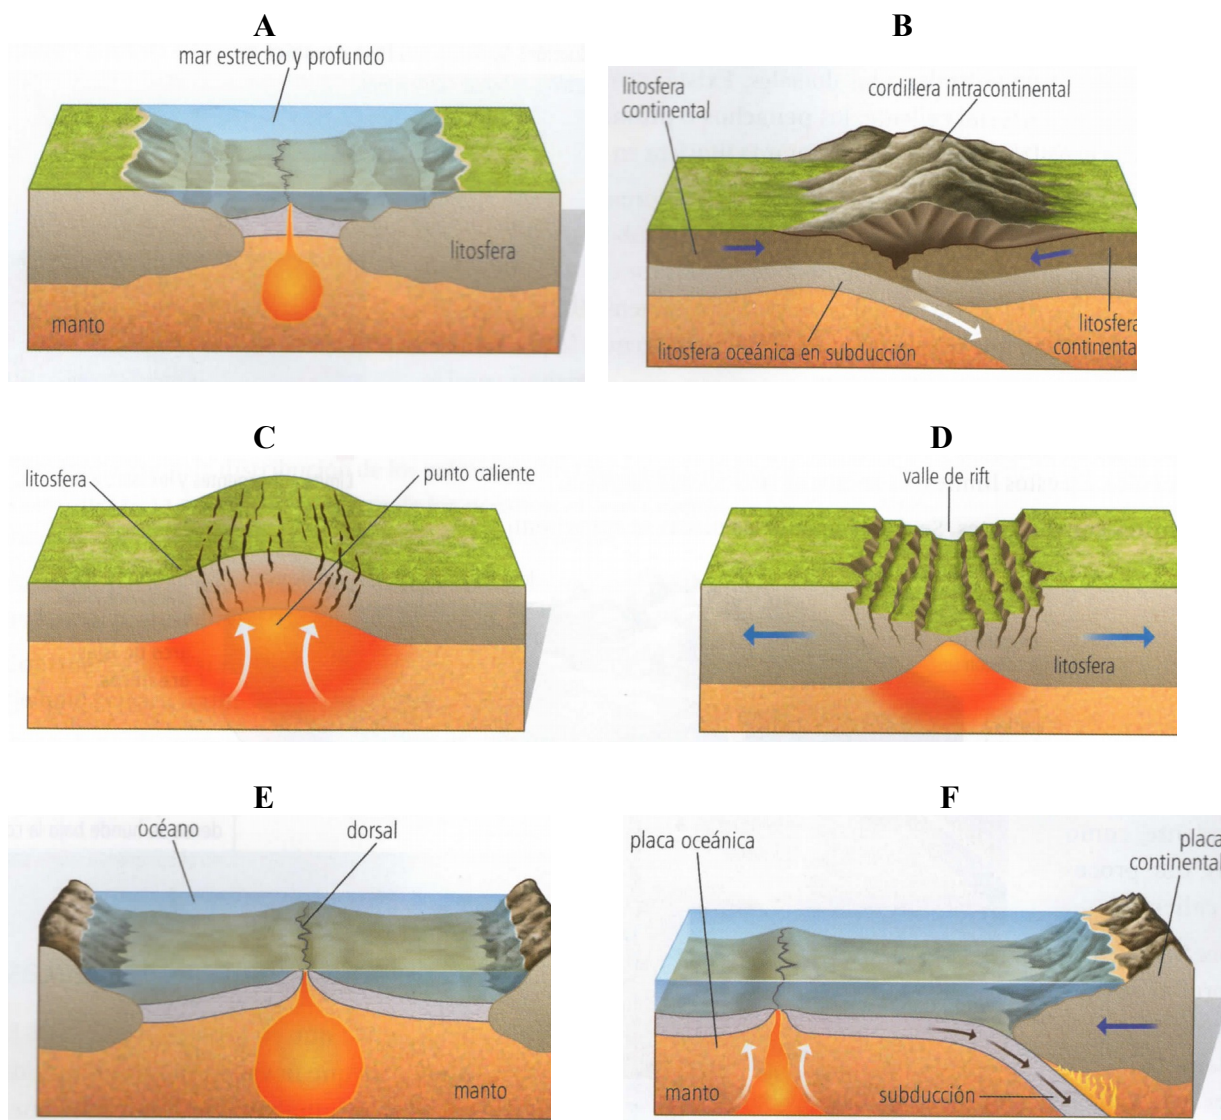 A
mar estrecho y profundo
litosfera
manto
B
litosfera
continental
cordillera intracontinental
litosfera oceánica en subducción
litosfera
continental
C
litosfera
punto caliente
D
valle de rift
litosfera
E
océano
dorsal
manto
F
placa oceánica
placa
continental
manto
subducción